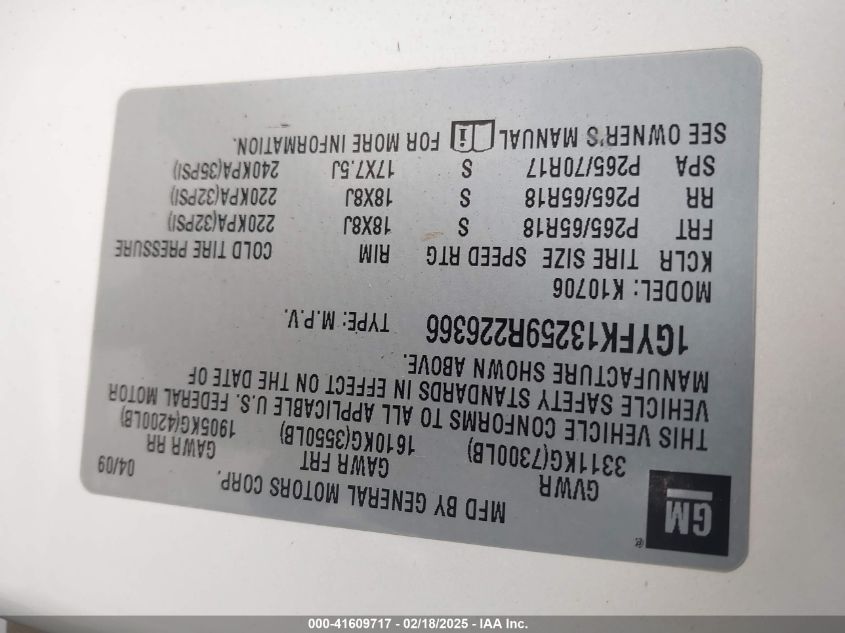 GM
®
MFD BY GENERAL MOTORS CORP.
04/09
GVWR GAWR FRT GAWR RR
3311KG(7300LB) 1610KG(3550LB) 1905KG(4200LB)
THIS VEHICLE CONFORMS TO ALL APPLICABLE U.S. FEDERAL MOTOR
VEHICLE SAFETY STANDARDS IN EFFECT ON THE DATE OF
MANUFACTURE SHOWN ABOVE.
1GYFK13259R226366 TYPE: M.P.V.
MODEL: K10706
KCLR TIRE SIZE SPEED RTG RIM COLD TIRE PRESSURE
FRT P265/65R18 S 18X8J 220KPA(32PSI)
RR P265/65R18 S 18X8J 220KPA(32PSI)
SPA P265/70R17 S 17X7.5J 240KPA(35PSI)
SEE OWNER'S MANUAL i FOR MORE INFORMATION.
000-41609717 - 02/18/2025 - IAA Inc.